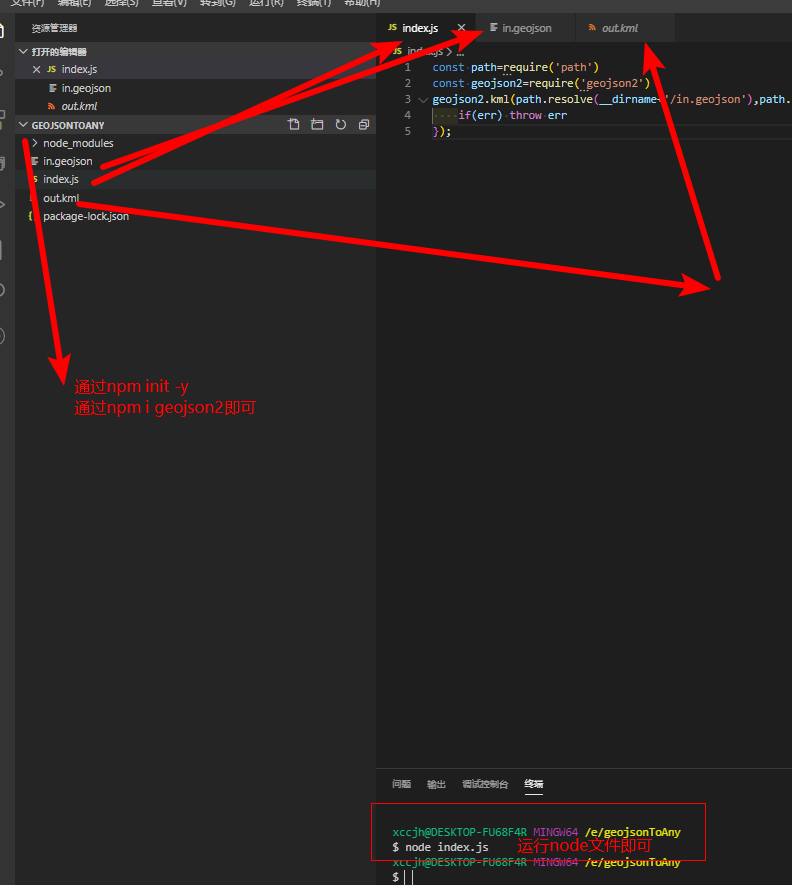 文件(F) 编辑(E) 选择(S) 查看(V) 转到(G) 运行(R) 终端(T) 帮助(H)
资源管理器
打开的编辑器
JS index.js
in.geojson
out.kml
GEOJSONTOANY
node_modules
in.geojson
index.js
out.kml
package-lock.json
通过npm init -y
通过npm i geojson2即可
JS index.js in.geojson out.kml
JS index.js > ...
1 const path=require('path')
2 const geojson2=require('geojson2')
3 geojson2.kml(path.resolve(__dirname+'/in.geojson'),path.
4 if(err) throw err
5 });
问题 输出 调试控制台 终端
xccjh@DESKTOP-FU68F4R MINGW64 /e/geojsonToAny
$ node index.js 运行node文件即可
xccjh@DESKTOP-FU68F4R MINGW64 /e/geojsonToAny
$